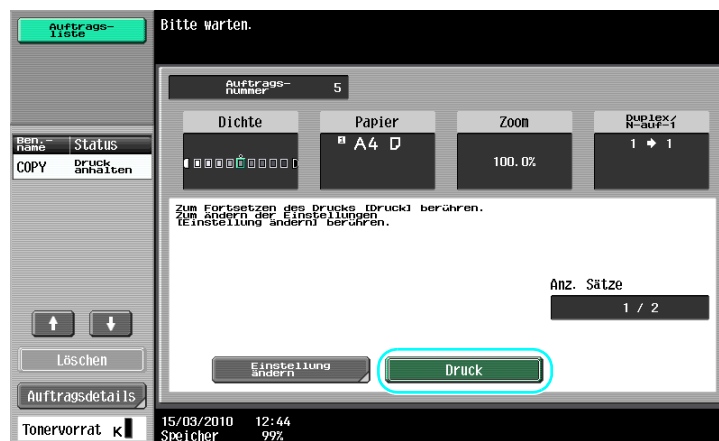 Auftrags-
liste
Bitte warten.
Auftrags-
nummer 5
Dichte Papier Zoom Duplex/
N-auf-1
1 A4 100.0% 1 ➔ 1
Ben.-
name Status
COPY Druck
anhalten
Zum Fortsetzen des Drucks [Druck] berühren.
Zum ändern der Einstellungen
[Einstellung ändern] berühren.
Anz. Sätze
1 / 2
Löschen
Einstellung
ändern
Druck
Auftragsdetails
Tonervorrat K
15/03/2010 12:44
Speicher 99%